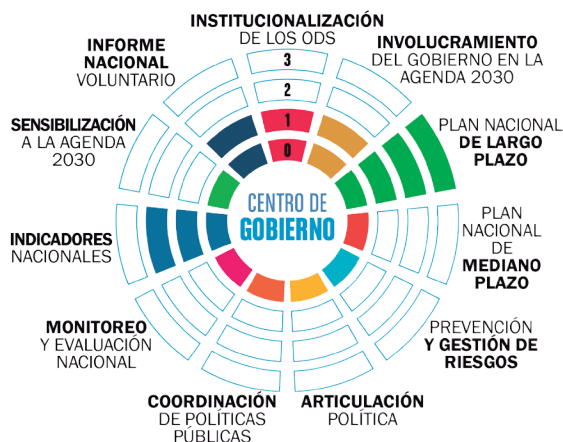 INSTITUCIONALIZACIÓN
DE LOS ODS
INVOLUCRAMIENTO
DEL GOBIERNO EN LA
AGENDA 2030
PLAN NACIONAL
DE LARGO
PLAZO
PLAN
NACIONAL
DE
MEDIANO
PLAZO
PREVENCIÓN
Y GESTIÓN DE
RIESGOS
ARTICULACIÓN
POLÍTICA
COORDINACIÓN
DE POLÍTICAS
PÚBLICAS
MONITOREO
Y EVALUACIÓN
NACIONAL
INDICADORES
NACIONALES
SENSIBILIZACIÓN
A LA AGENDA
2030
INFORME
NACIONAL
VOLUNTARIO
3
2
1
0
CENTRO DE
GOBIERNO